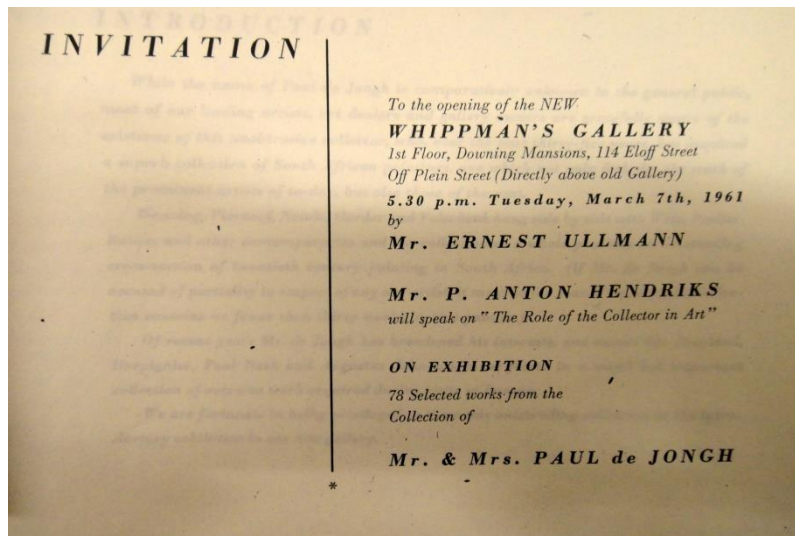 INVITATION
To the opening of the NEW
WHIPPMAN'S GALLERY
1st Floor, Downing Mansions, 114 Eloff Street
Off Plein Street (Directly above old Gallery)
5.30 p.m. Tuesday, March 7th, 1961
by
Mr. ERNEST ULLMANN
Mr. P. ANTON HENDRIKS
will speak on "The Role of the Collector in Art"
ON EXHIBITION
78 Selected works from the
Collection of
Mr. & Mrs. PAUL de JONGH
*